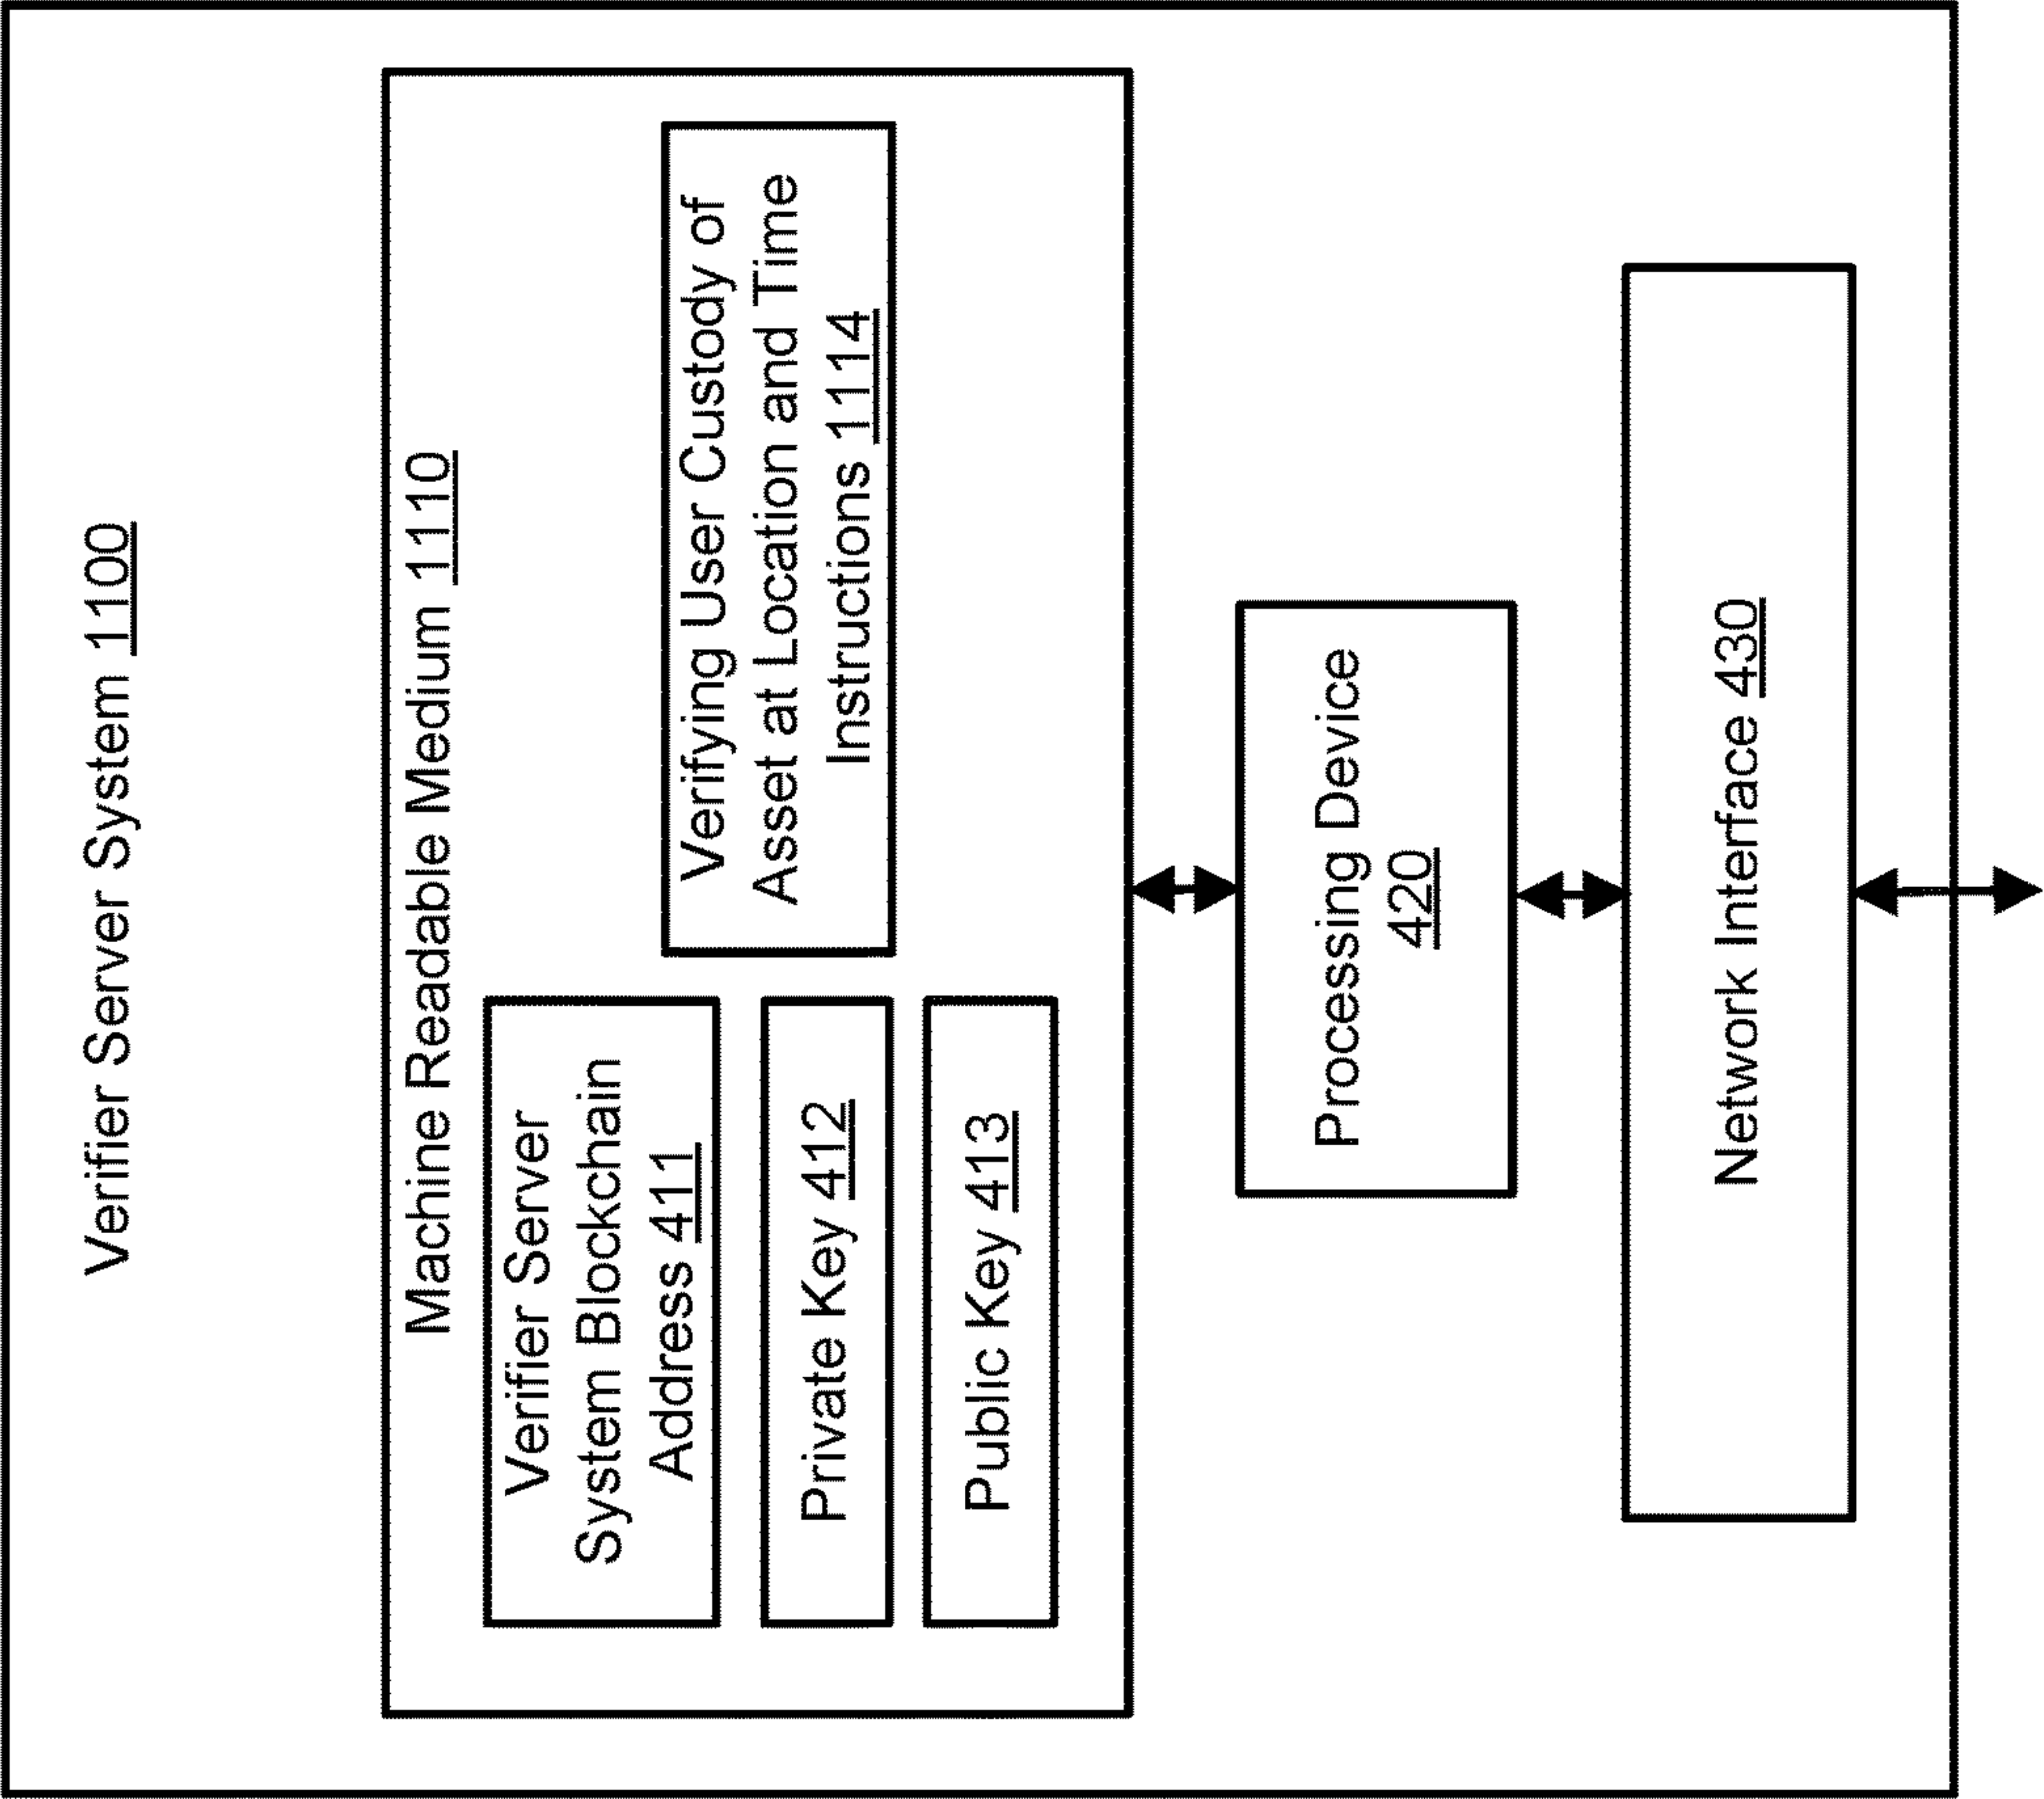 Verifier Server System 1100
Machine Readable Medium 1110
Verifier Server
System Blockchain
Address 411
Private Key 412
Public Key 413
Verifying User Custody of
Asset at Location and Time
Instructions 1114
Processing Device
420
Network Interface 430